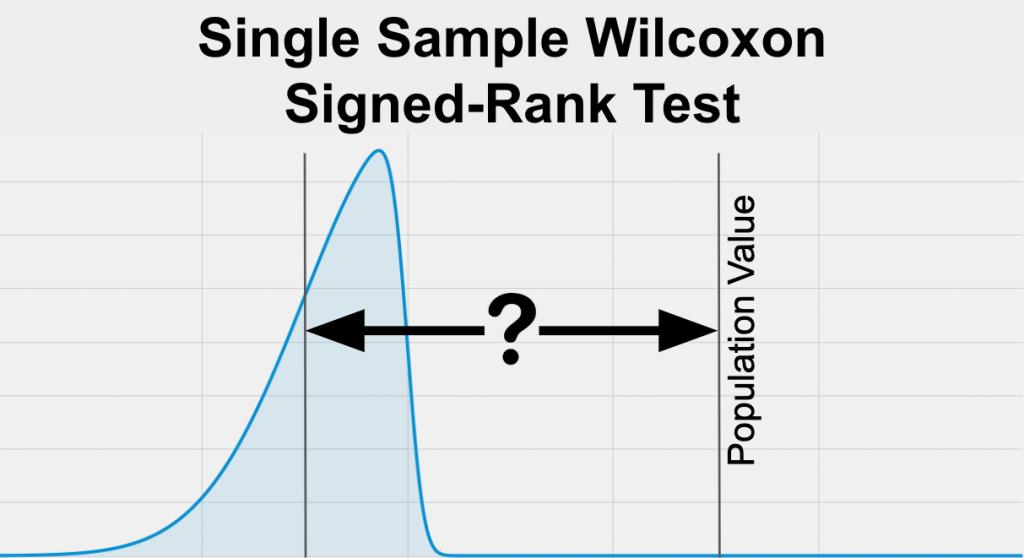 Single Sample Wilcoxon
Signed-Rank Test
?
Population Value